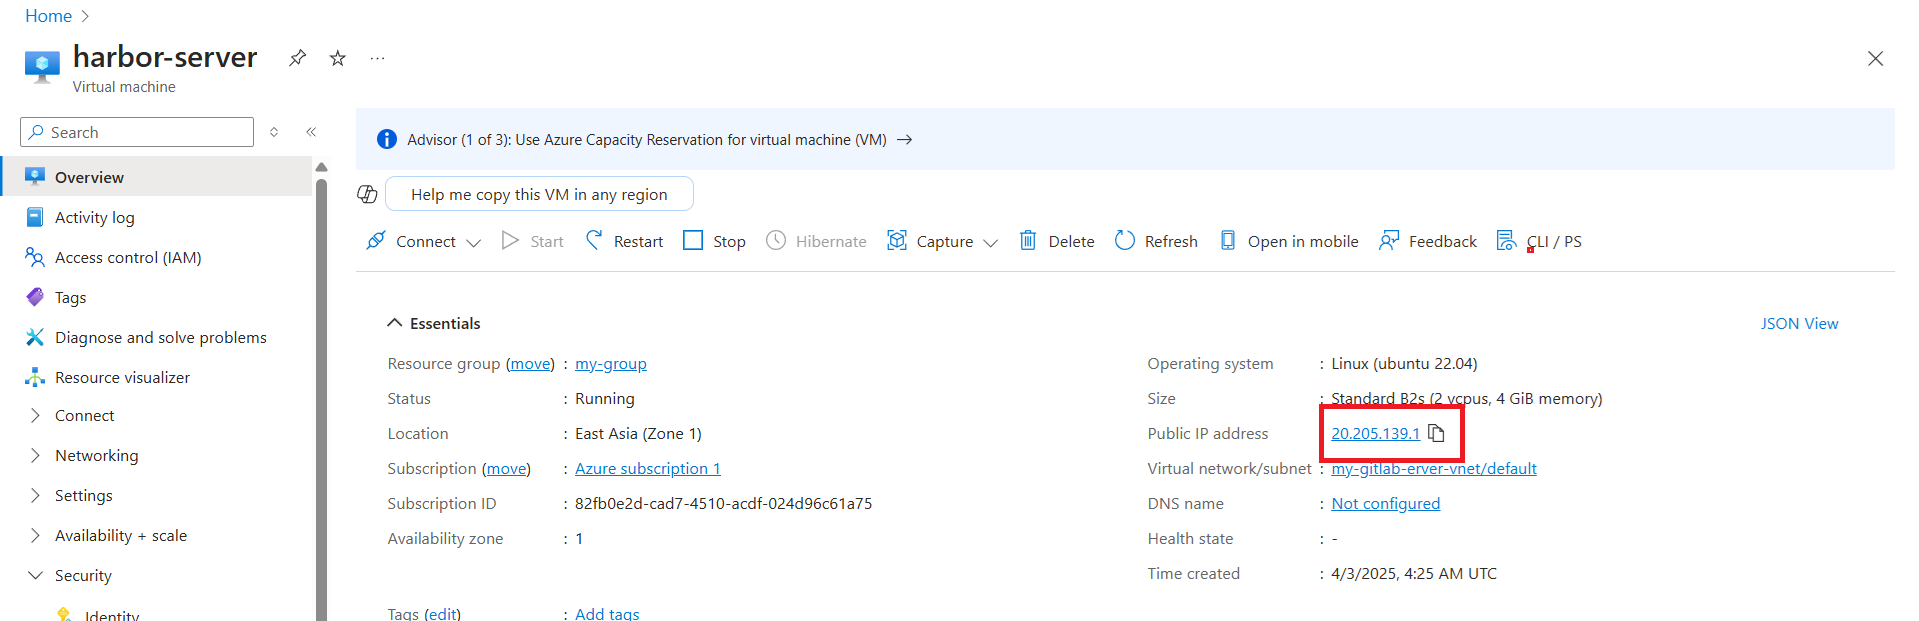 Home
harbor-server
Virtual machine
Search
Overview
Activity log
Access control (IAM)
Tags
Diagnose and solve problems
Resource visualizer
Connect
Networking
Settings
Availability + scale
Security
Identity
Advisor (1 of 3): Use Azure Capacity Reservation for virtual machine (VM) →
Help me copy this VM in any region
Connect Start Restart Stop Hibernate Capture Delete Refresh Open in mobile Feedback CLI / PS
Essentials
JSON View
Resource group (move) : my-group
Status : Running
Location : East Asia (Zone 1)
Subscription (move) : Azure subscription 1
Subscription ID : 82fb0e2d-cad7-4510-acdf-024d96c61a75
Availability zone : 1
Operating system : Linux (ubuntu 22.04)
Size : Standard B2s (2 vcpus, 4 GiB memory)
Public IP address : 20.205.139.1
Virtual network/subnet : my-gitlab-erver-vnet/default
DNS name : Not configured
Health state : -
Time created : 4/3/2025, 4:25 AM UTC
Tags (edit) : Add tags